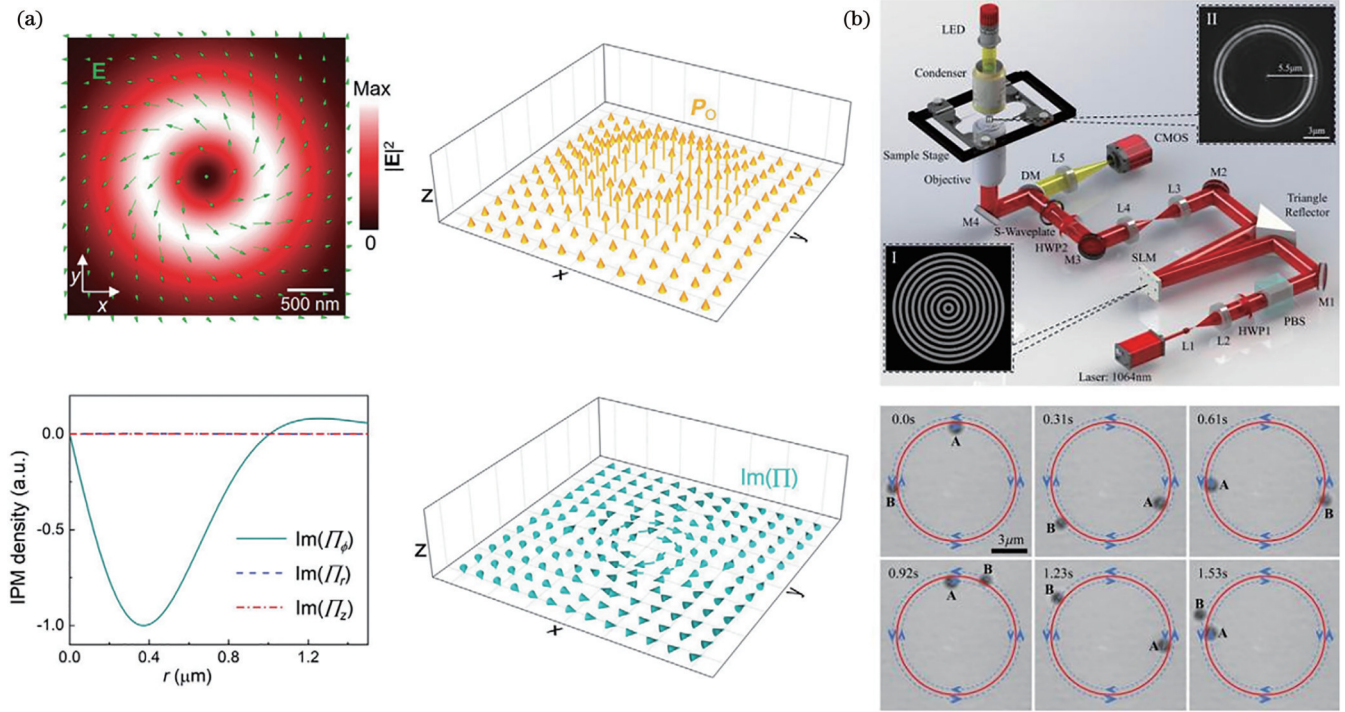 (a)
E
Max
|E|²
0
y
x
500 nm
P_O
z
x
y
IPM density (a.u.)
0.0
-0.5
-1.0
Im(Π_ϕ)
Im(Π_r)
Im(Π_z)
0.0
0.4
0.8
1.2
r (μm)
Im(Π)
z
x
y
(b)
LED
Condenser
Sample Stage
Objective
M4
DM
L5
CMOS
S-Waveplate
HWP2
M3
L4
L3
M2
Triangle
Reflector
SLM
M1
PBS
HWP1
L2
L1
Laser: 1064nm
I
II
5.5μm
3μm
0.0s
A
B
3μm
0.31s
A
B
0.61s
A
B
0.92s
A
B
1.23s
B
A
1.53s
B
A